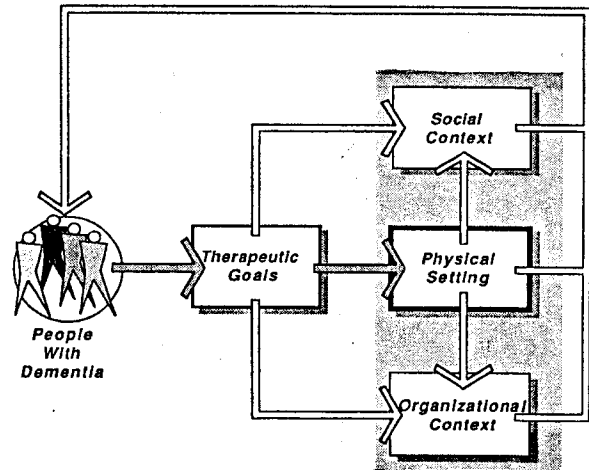 Social
Context
Therapeutic
Goals
Physical
Setting
People
With
Dementia
Organizational
Context